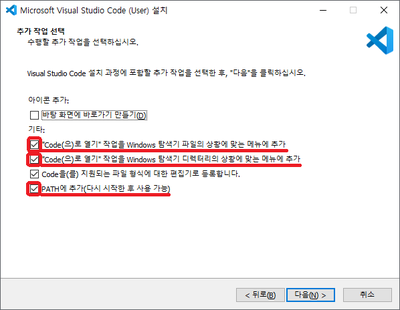 Microsoft Visual Studio Code (User) 설치
추가 작업 선택
수행할 추가 작업을 선택하십시오.
Visual Studio Code 설치 과정에 포함할 추가 작업을 선택한 후, "다음"을 클릭하십시오.
아이콘 추가:
바탕 화면에 바로가기 만들기(D)
기타:
"Code(으)로 열기" 작업을 Windows 탐색기 파일의 상황에 맞는 메뉴에 추가
"Code(으)로 열기" 작업을 Windows 탐색기 디렉터리의 상황에 맞는 메뉴에 추가
Code을(를) 지원되는 파일 형식에 대한 편집기로 등록합니다.
PATH에 추가(다시 시작한 후 사용 가능)
< 뒤로(B)
다음(N) >
취소